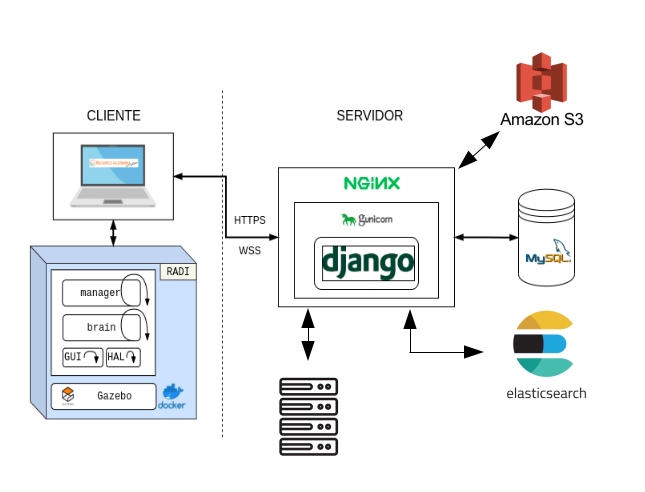 CLIENTE
SERVIDOR
Amazon S3
NGINX
gunicorn
django
HTTPS
WSS
MySQL
RADI
manager
brain
GUI
HAL
Gazebo
docker
elasticsearch